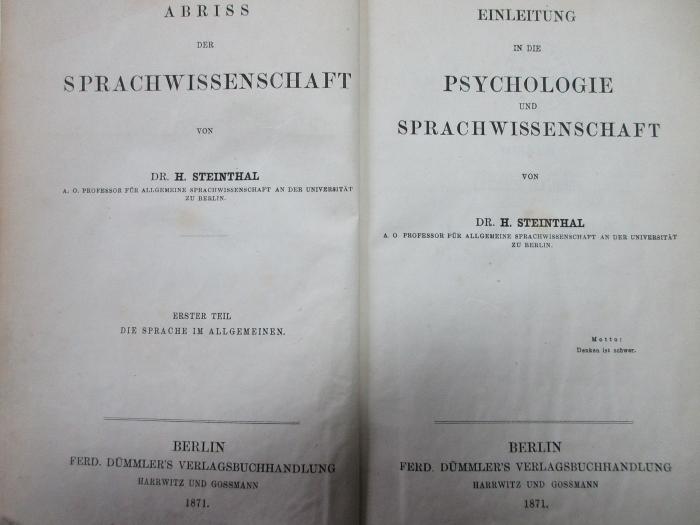 ABRISS
DER
SPRACHWISSENSCHAFT
VON
DR. H. STEINTHAL
A. O. PROFESSOR FÜR ALLGEMEINE SPRACHWISSENSCHAFT AN DER UNIVERSITÄT
ZU BERLIN.
ERSTER TEIL
DIE SPRACHE IM ALLGEMEINEN.
BERLIN
FERD. DÜMMLER'S VERLAGSBUCHHANDLUNG
HARRWITZ UND GOSSMANN
1871.
EINLEITUNG
IN DIE
PSYCHOLOGIE
UND
SPRACHWISSENSCHAFT
VON
DR. H. STEINTHAL
A. O. PROFESSOR FÜR ALLGEMEINE SPRACHWISSENSCHAFT AN DER UNIVERSITÄT
ZU BERLIN.
Motto:
Denken ist schwer.
BERLIN
FERD. DÜMMLER'S VERLAGSBUCHHANDLUNG
HARRWITZ UND GOSSMANN
1871.